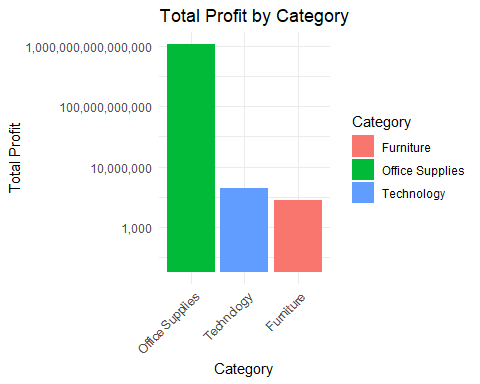 Total Profit by Category
1,000,000,000,000,000
100,000,000,000
10,000,000
1,000
Total Profit
Office Supplies
Technology
Furniture
Category
Category
Furniture
Office Supplies
Technology